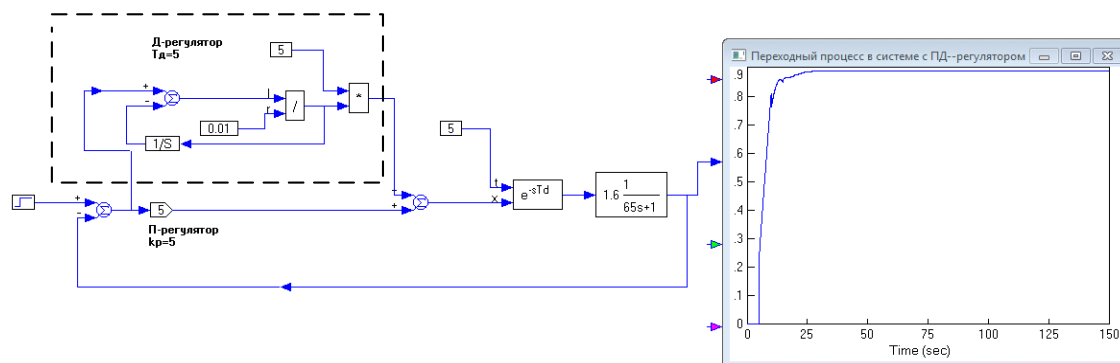 Д-регулятор
Tд=5
5
+
-
Σ
l
r
/
*
0.01
1/S
5
+
-
Σ
5
П-регулятор
kp=5
-
+
Σ
t
x
e-sTd
1.6 1
65s+1
Переходный процесс в системе с ПД--регулятором
.9
.8
.7
.6
.5
.4
.3
.2
.1
0
0 25 50 75 100 125 150
Time (sec)